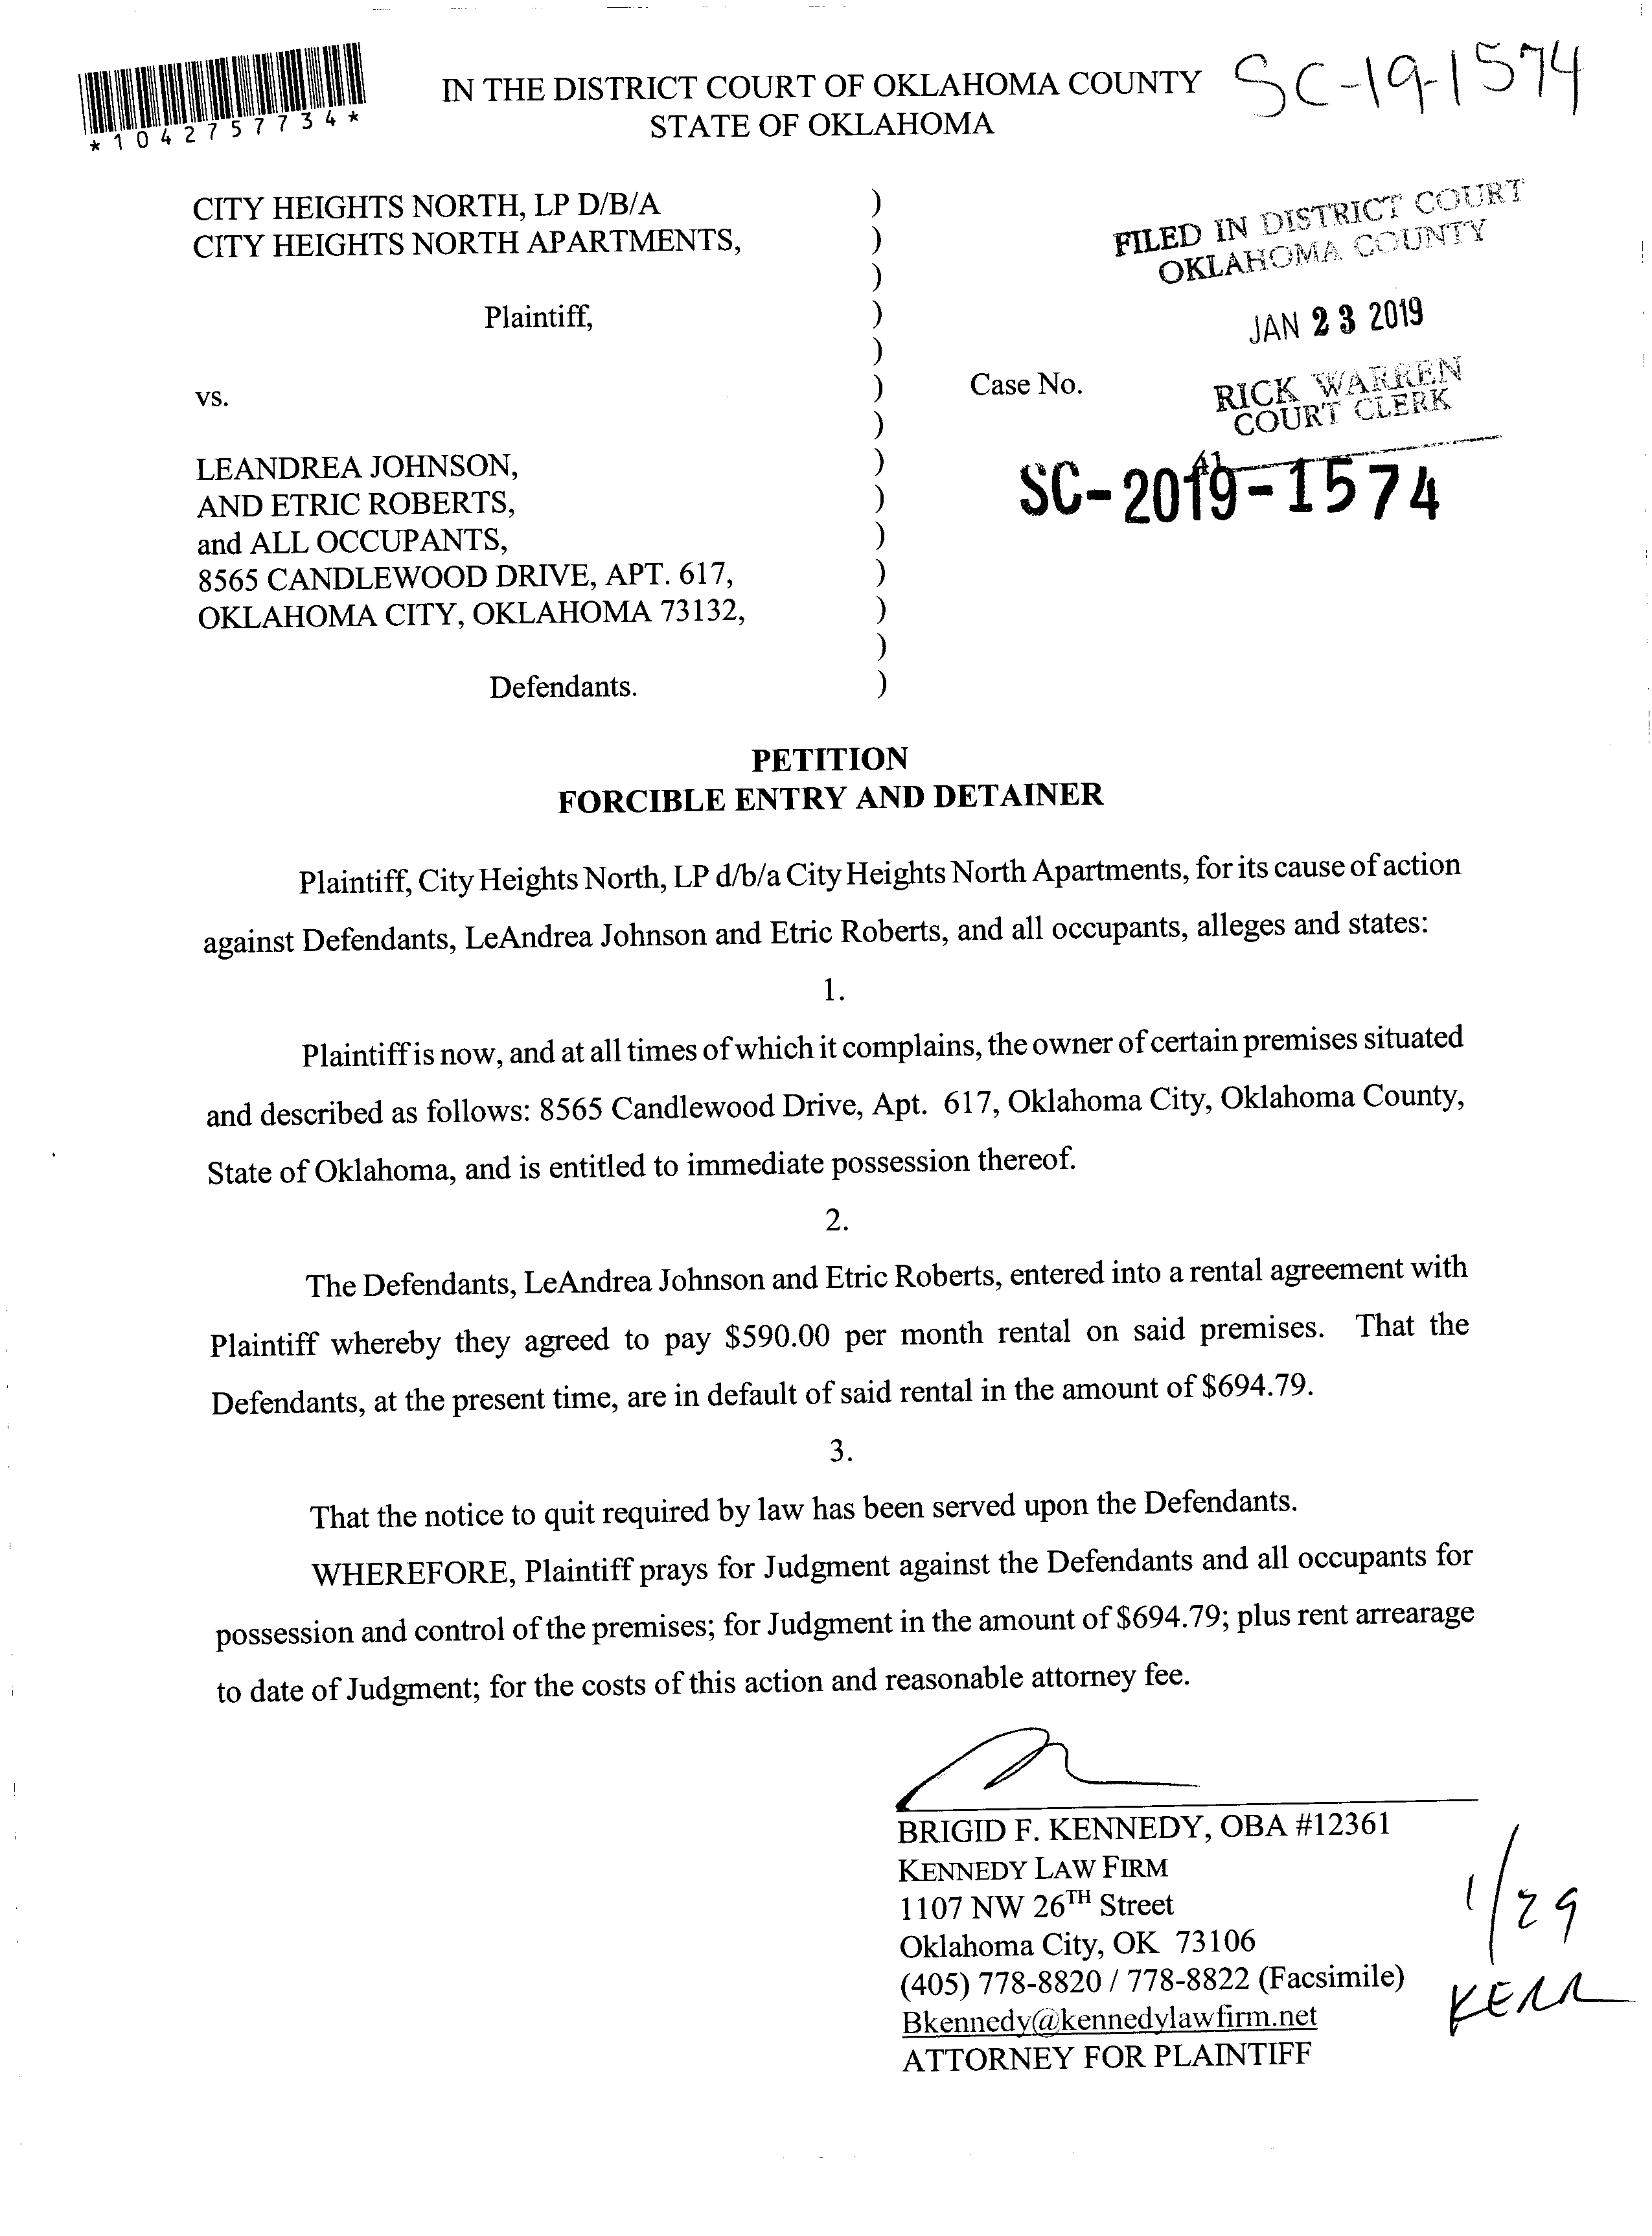 IN THE DISTRICT COURT OF OKLAHOMA COUNTY
STATE OF OKLAHOMA
SC-19-1574
*1042757734*
CITY HEIGHTS NORTH, LP D/B/A )
CITY HEIGHTS NORTH APARTMENTS, )
)
Plaintiff, )
)
vs. )
)
LEANDREA JOHNSON, )
AND ETRIC ROBERTS, )
and ALL OCCUPANTS, )
8565 CANDLEWOOD DRIVE, APT. 617, )
OKLAHOMA CITY, OKLAHOMA 73132, )
)
Defendants. )
FILED IN DISTRICT COURT
OKLAHOMA COUNTY
JAN 23 2019
RICK WARREN
COURT CLERK
Case No.
SC-2019-1574
PETITION
FORCIBLE ENTRY AND DETAINER
Plaintiff, City Heights North, LP d/b/a City Heights North Apartments, for its cause of action
against Defendants, LeAndrea Johnson and Etric Roberts, and all occupants, alleges and states:
1.
Plaintiff is now, and at all times of which it complains, the owner of certain premises situated
and described as follows: 8565 Candlewood Drive, Apt. 617, Oklahoma City, Oklahoma County,
State of Oklahoma, and is entitled to immediate possession thereof.
2.
The Defendants, LeAndrea Johnson and Etric Roberts, entered into a rental agreement with
Plaintiff whereby they agreed to pay $590.00 per month rental on said premises. That the
Defendants, at the present time, are in default of said rental in the amount of $694.79.
3.
That the notice to quit required by law has been served upon the Defendants.
WHEREFORE, Plaintiff prays for Judgment against the Defendants and all occupants for
possession and control of the premises; for Judgment in the amount of $694.79; plus rent arrearage
to date of Judgment; for the costs of this action and reasonable attorney fee.
BRIGID F. KENNEDY, OBA #12361
KENNEDY LAW FIRM
1107 NW 26TH Street
Oklahoma City, OK 73106
(405) 778-8820 / 778-8822 (Facsimile)
Bkennedy@kennedylawfirm.net
ATTORNEY FOR PLAINTIFF
1/29
KERR